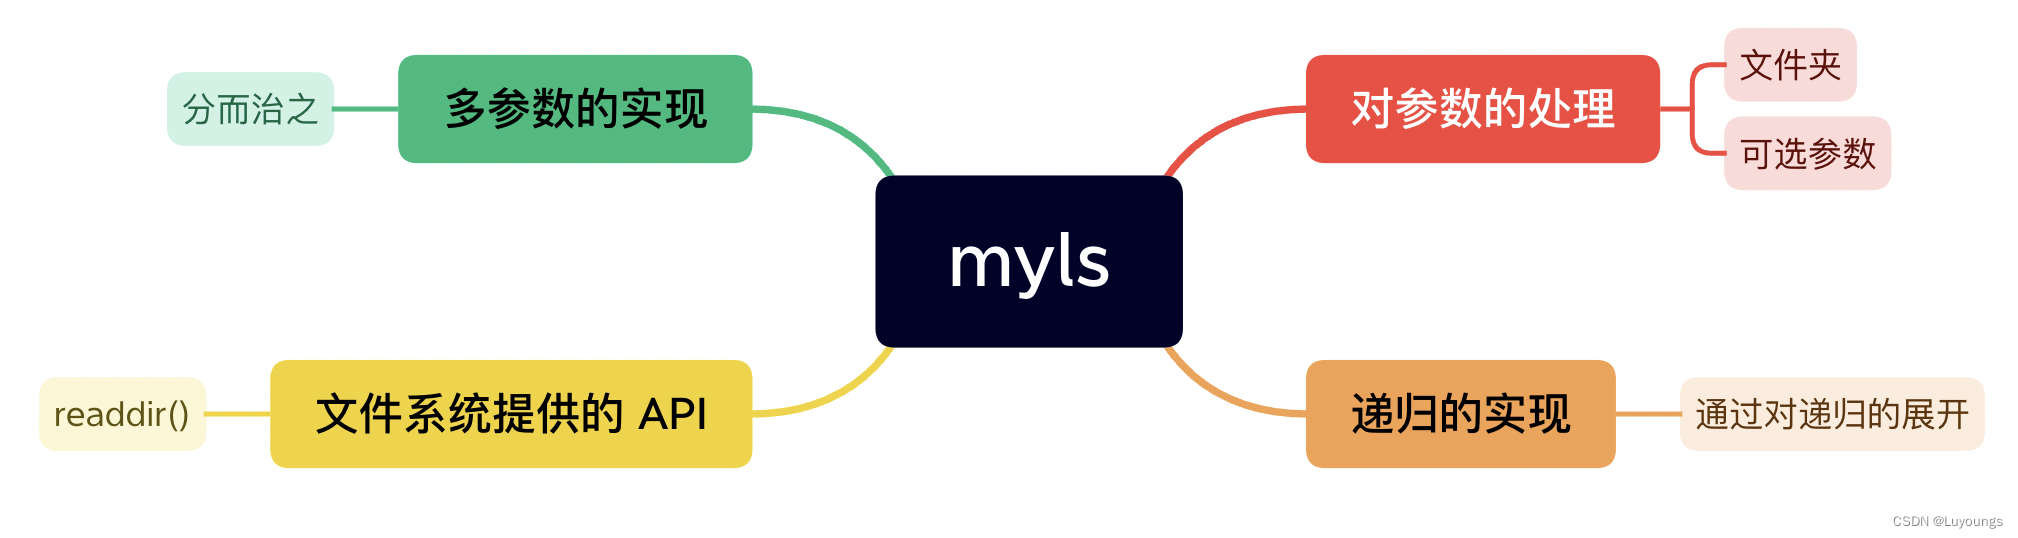 分而治之
多参数的实现
对参数的处理
文件夹
可选参数
myls
readdir()
文件系统提供的 API
递归的实现
通过对递归的展开
CSDN @Luyoungs